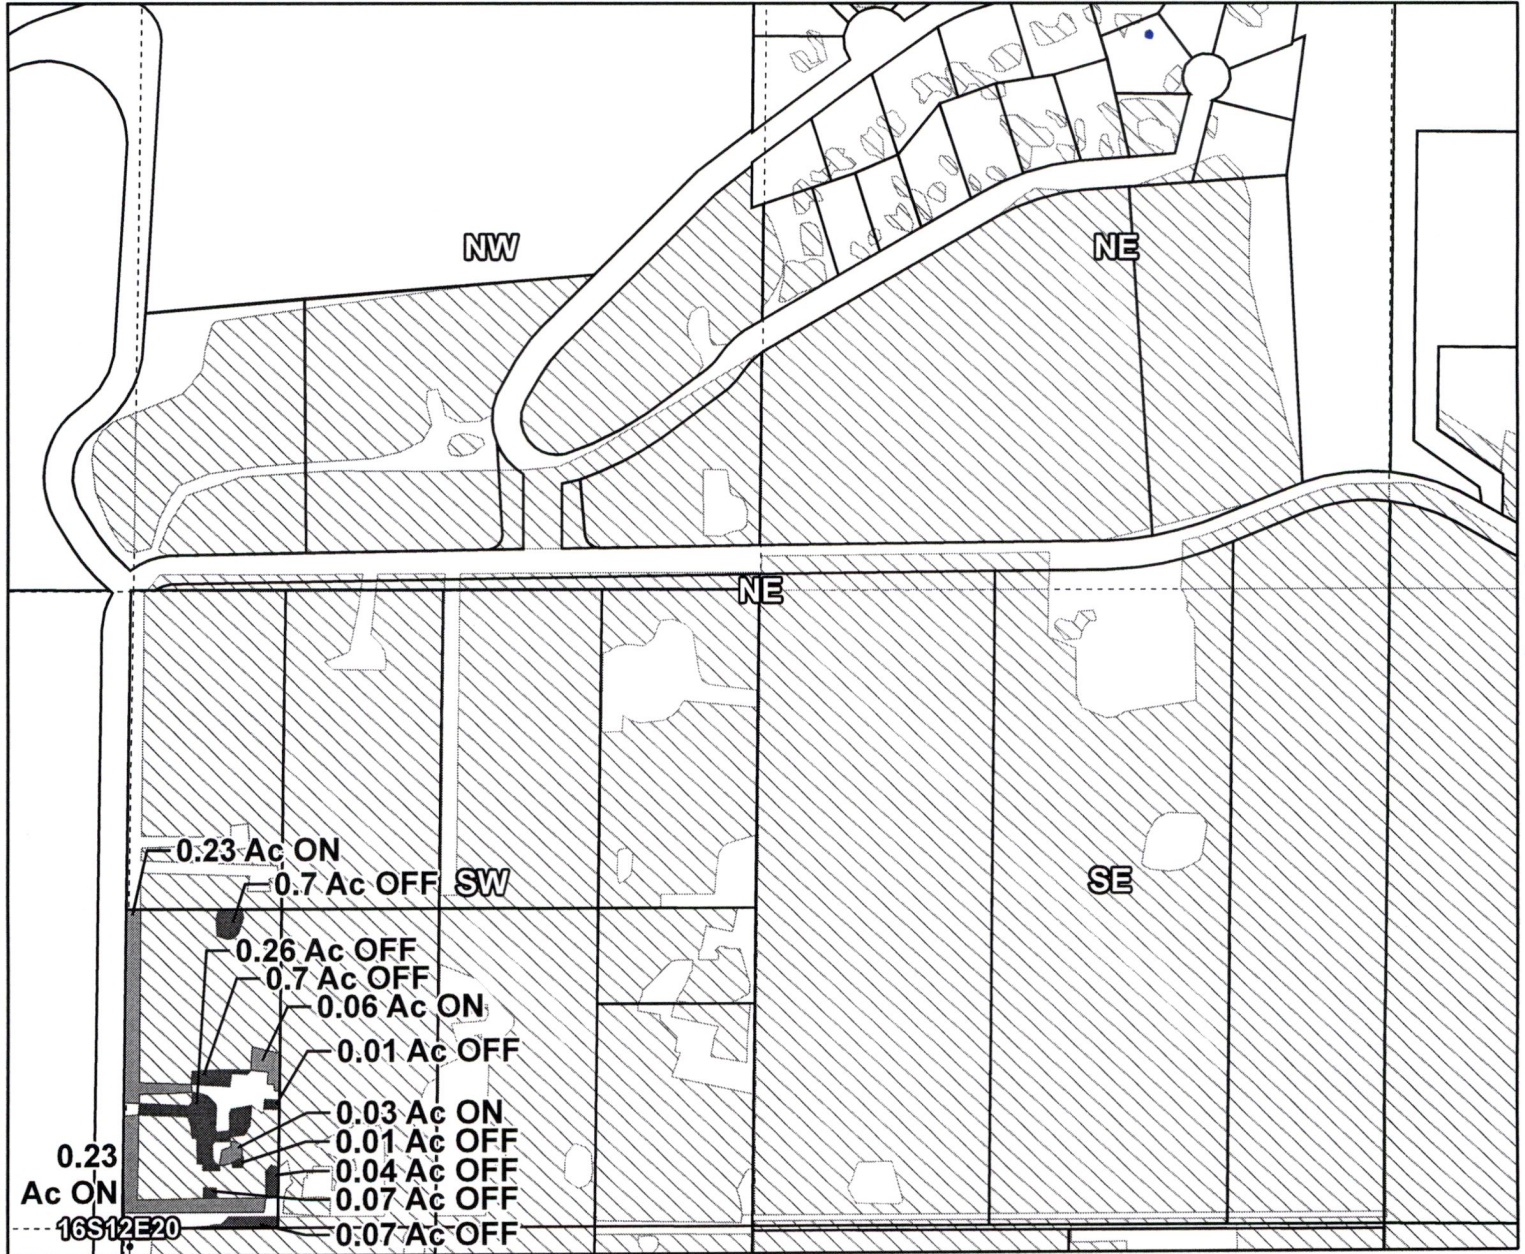 NW
NE
NE
0.23 Ac ON
0.7 Ac OFF
SW
SE
0.26 Ac OFF
0.7 Ac OFF
0.06 Ac ON
0.01 Ac OFF
0.03 Ac ON
0.01 Ac OFF
0.23
Ac ON
0.04 Ac OFF
0.07 Ac OFF
16S12E20
0.07 Ac OFF